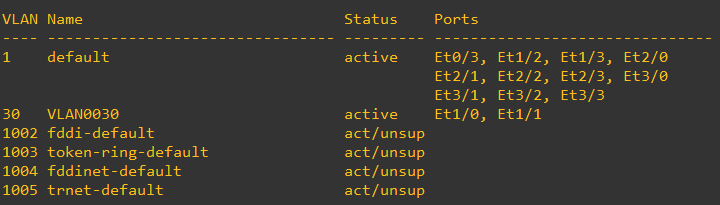 VLAN Name                             Status    Ports
---- -------------------------------- --------- -------------------------------
1    default                          active    Et0/3, Et1/2, Et1/3, Et2/0
                                                Et2/1, Et2/2, Et2/3, Et3/0
                                                Et3/1, Et3/2, Et3/3
30   VLAN0030                         active    Et1/0, Et1/1
1002 fddi-default                     act/unsup
1003 token-ring-default               act/unsup
1004 fddinet-default                  act/unsup
1005 trnet-default                    act/unsup